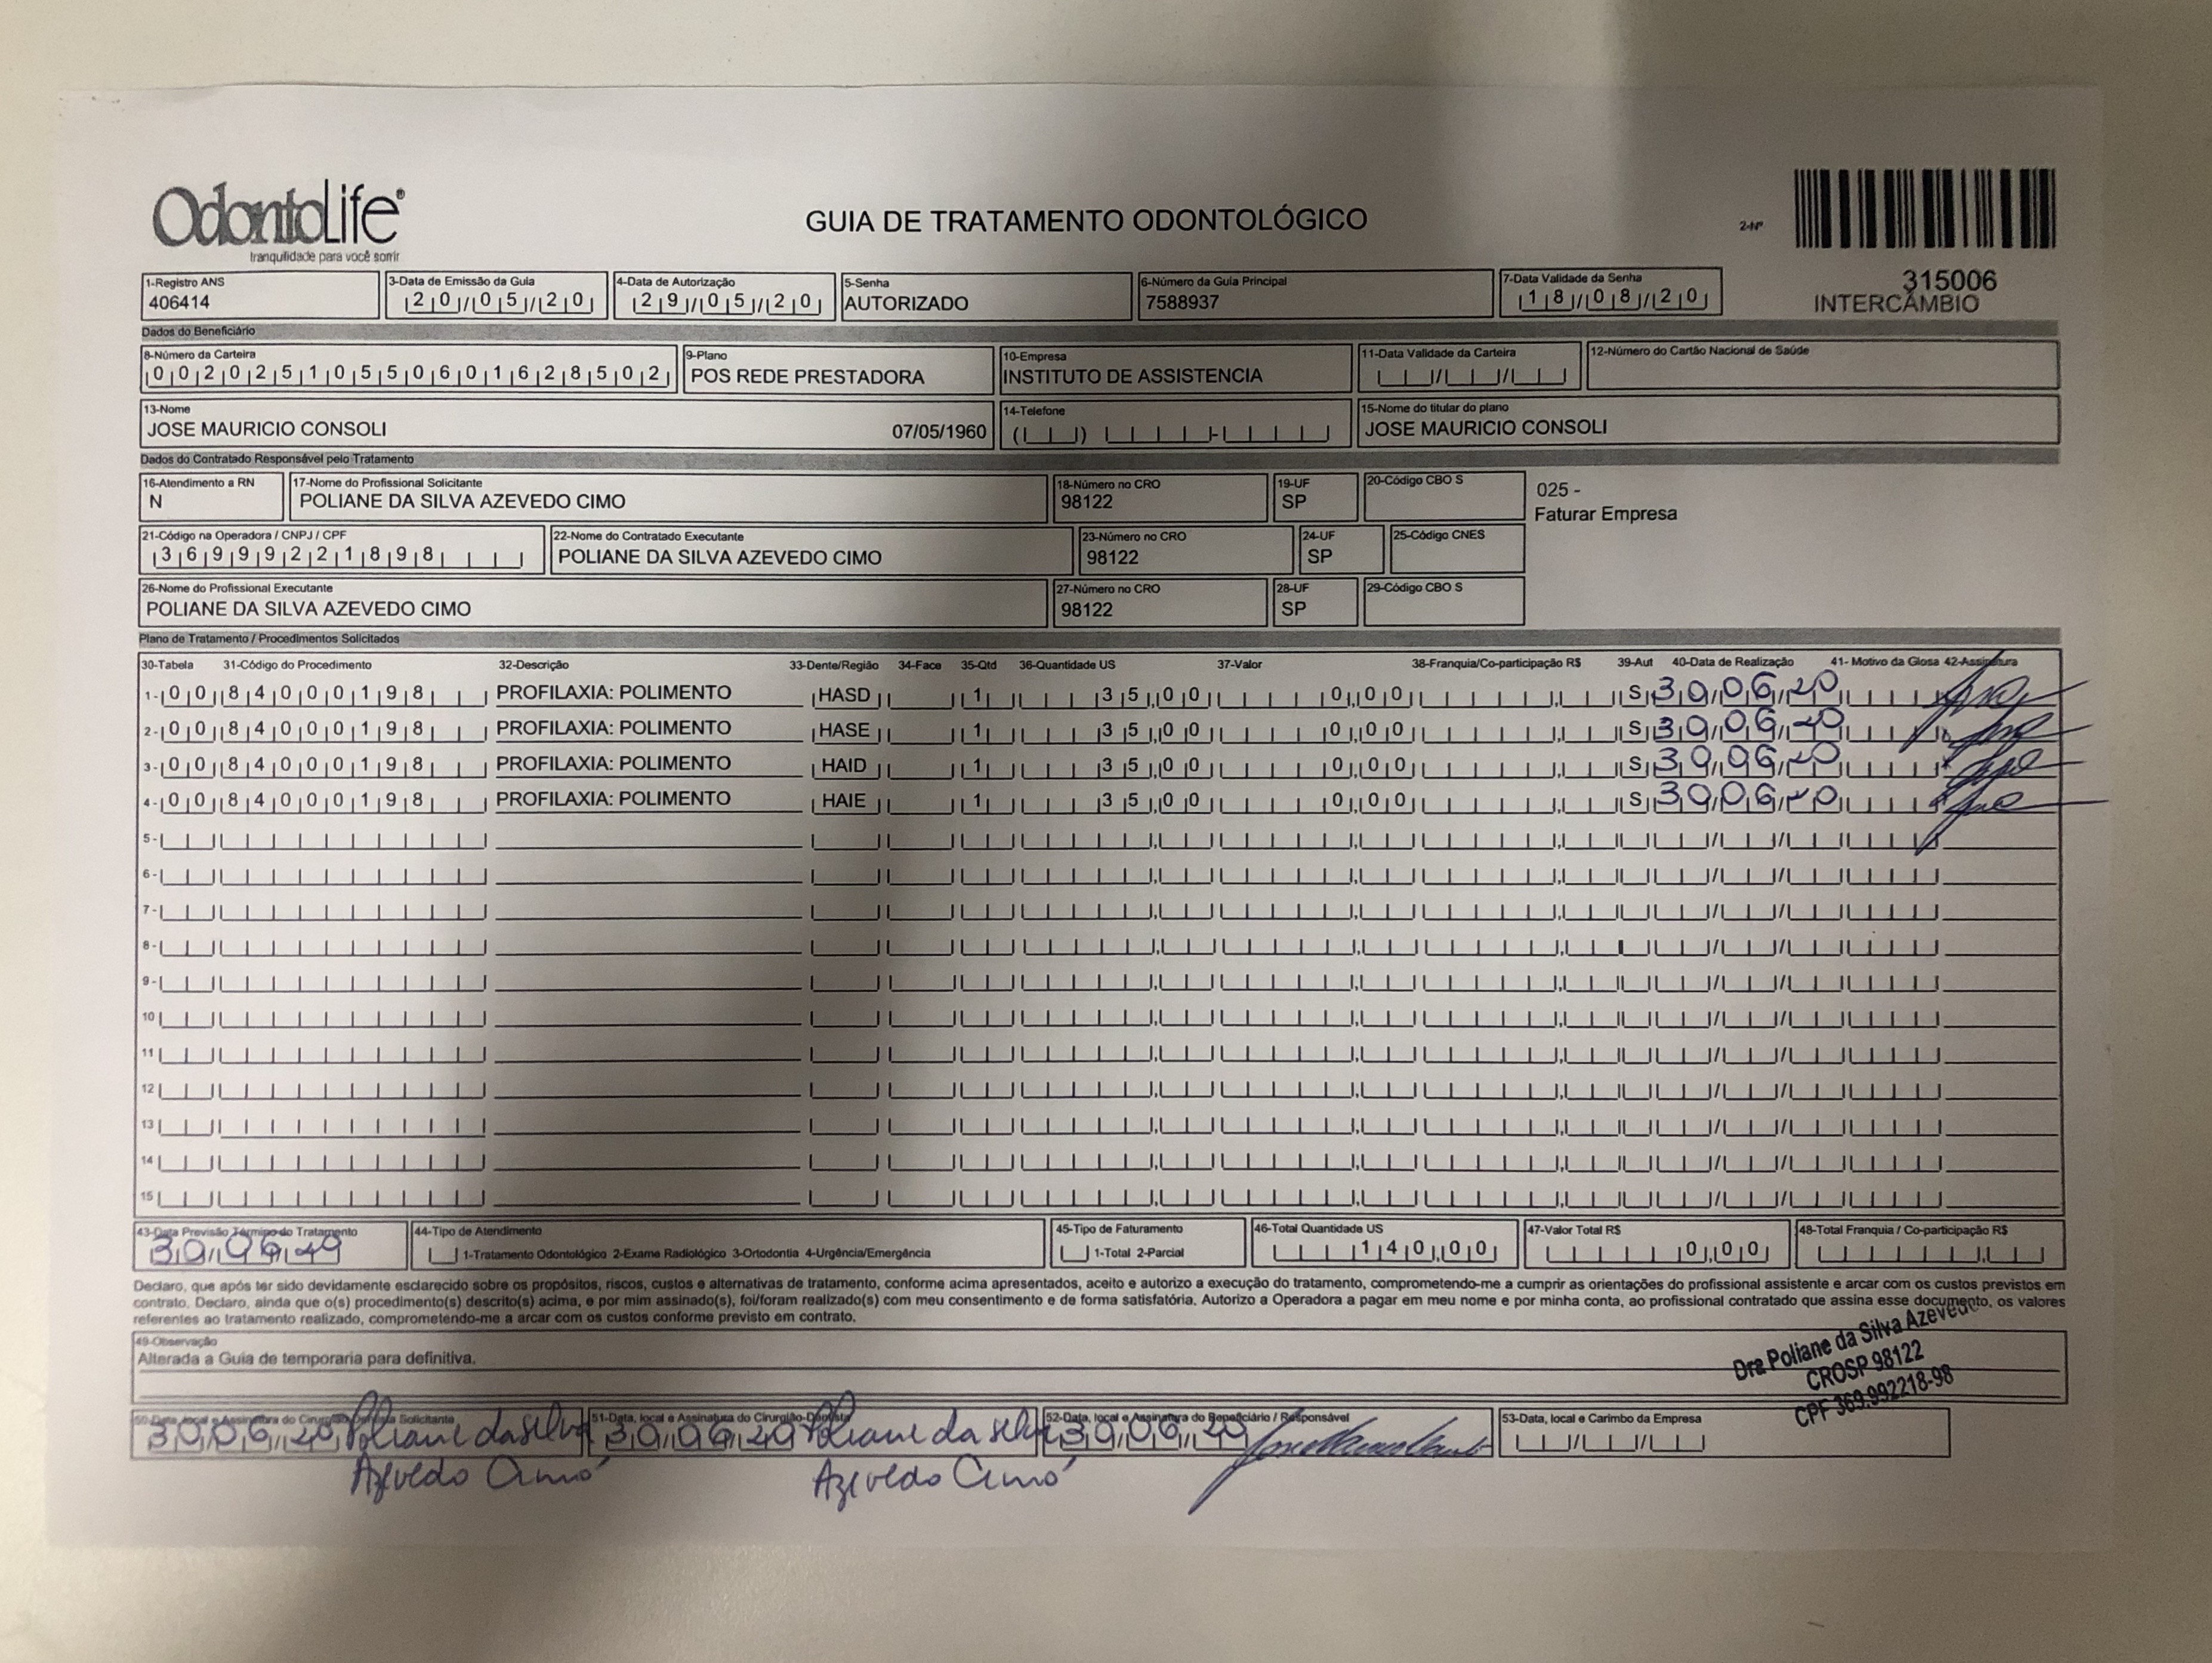 OdontoLife®
tranquilidade para você sorrir
GUIA DE TRATAMENTO ODONTOLÓGICO
2-Nº
315006
INTERCÂMBIO
1-Registro ANS
406414
3-Data de Emissão da Guia
20/05/20
4-Data de Autorização
29/05/20
5-Senha
AUTORIZADO
6-Número da Guia Principal
7588937
7-Data Validade da Senha
18/08/20
Dados do Beneficiário
8-Número da Carteira
00202510550601628502
9-Plano
POS REDE PRESTADORA
10-Empresa
INSTITUTO DE ASSISTENCIA
11-Data Validade da Carteira
12-Número do Cartão Nacional de Saúde
13-Nome
JOSE MAURICIO CONSOLI 07/05/1960
14-Telefone
15-Nome do titular do plano
JOSE MAURICIO CONSOLI
Dados do Contratado Responsável pelo Tratamento
16-Atendimento a RN
N
17-Nome do Profissional Solicitante
POLIANE DA SILVA AZEVEDO CIMO
18-Número no CRO
98122
19-UF
SP
20-Código CBO S
025 -
Faturar Empresa
21-Código na Operadora / CNPJ / CPF
36999221898
22-Nome do Contratado Executante
POLIANE DA SILVA AZEVEDO CIMO
23-Número no CRO
98122
24-UF
SP
25-Código CNES
26-Nome do Profissional Executante
POLIANE DA SILVA AZEVEDO CIMO
27-Número no CRO
98122
28-UF
SP
29-Código CBO S
Plano de Tratamento / Procedimentos Solicitados
30-Tabela 31-Código do Procedimento 32-Descrição 33-Dente/Região 34-Face 35-Qtd 36-Quantidade US 37-Valor 38-Franquia/Co-participação R$ 39-Aut 40-Data de Realização 41- Motivo da Glosa 42-Assinatura
1- 00 84000198 PROFILAXIA: POLIMENTO HASD 1 35,00 0,00 S 30/06/20
2- 00 84000198 PROFILAXIA: POLIMENTO HASE 1 35,00 0,00 S 30/06/20
3- 00 84000198 PROFILAXIA: POLIMENTO HAID 1 35,00 0,00 S 30/06/20
4- 00 84000198 PROFILAXIA: POLIMENTO HAIE 1 35,00 0,00 S 30/06/20
5-
6-
7-
8-
9-
10
11
12
13
14
15
43-Data Previsão Término do Tratamento
30/06/20
44-Tipo de Atendimento
1-Tratamento Odontológico 2-Exame Radiológico 3-Ortodontia 4-Urgência/Emergência
45-Tipo de Faturamento
1-Total 2-Parcial
46-Total Quantidade US
140,00
47-Valor Total R$
0,00
48-Total Franquia / Co-participação R$
Declaro, que após ter sido devidamente esclarecido sobre os propósitos, riscos, custos e alternativas de tratamento, conforme acima apresentados, aceito e autorizo a execução do tratamento, comprometendo-me a cumprir as orientações do profissional assistente e arcar com os custos previstos em
contrato. Declaro, ainda que o(s) procedimento(s) descrito(s) acima, e por mim assinado(s), foi/foram realizado(s) com meu consentimento e de forma satisfatória. Autorizo a Operadora a pagar em meu nome e por minha conta, ao profissional contratado que assina esse documento, os valores
referentes ao tratamento realizado, comprometendo-me a arcar com os custos conforme previsto em contrato.
49-Observação
Alterada a Guia de temporaria para definitiva.
Dra Poliane da Silva Azevedo
CROSP 98122
CPF 369.992218-98
50-Data, local e Assinatura do Cirurgião-Dentista Solicitante
30/06/20 Poliane da Silva
Azevedo Cimó
51-Data, local e Assinatura do Cirurgião-Dentista
30/06/20 Poliane da Silva
Azevedo Cimó
52-Data, local e Assinatura do Beneficiário / Responsável
30/06/20
53-Data, local e Carimbo da Empresa